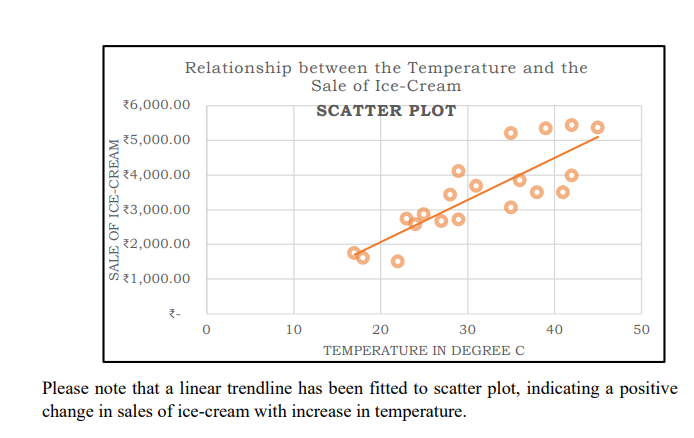 Relationship between the Temperature and the
Sale of Ice-Cream
SCATTER PLOT
SALE OF ICE-CREAM
₹6,000.00
₹5,000.00
₹4,000.00
₹3,000.00
₹2,000.00
₹1,000.00
₹-
0 10 20 30 40 50
TEMPERATURE IN DEGREE C
Please note that a linear trendline has been fitted to scatter plot, indicating a positive
change in sales of ice-cream with increase in temperature.